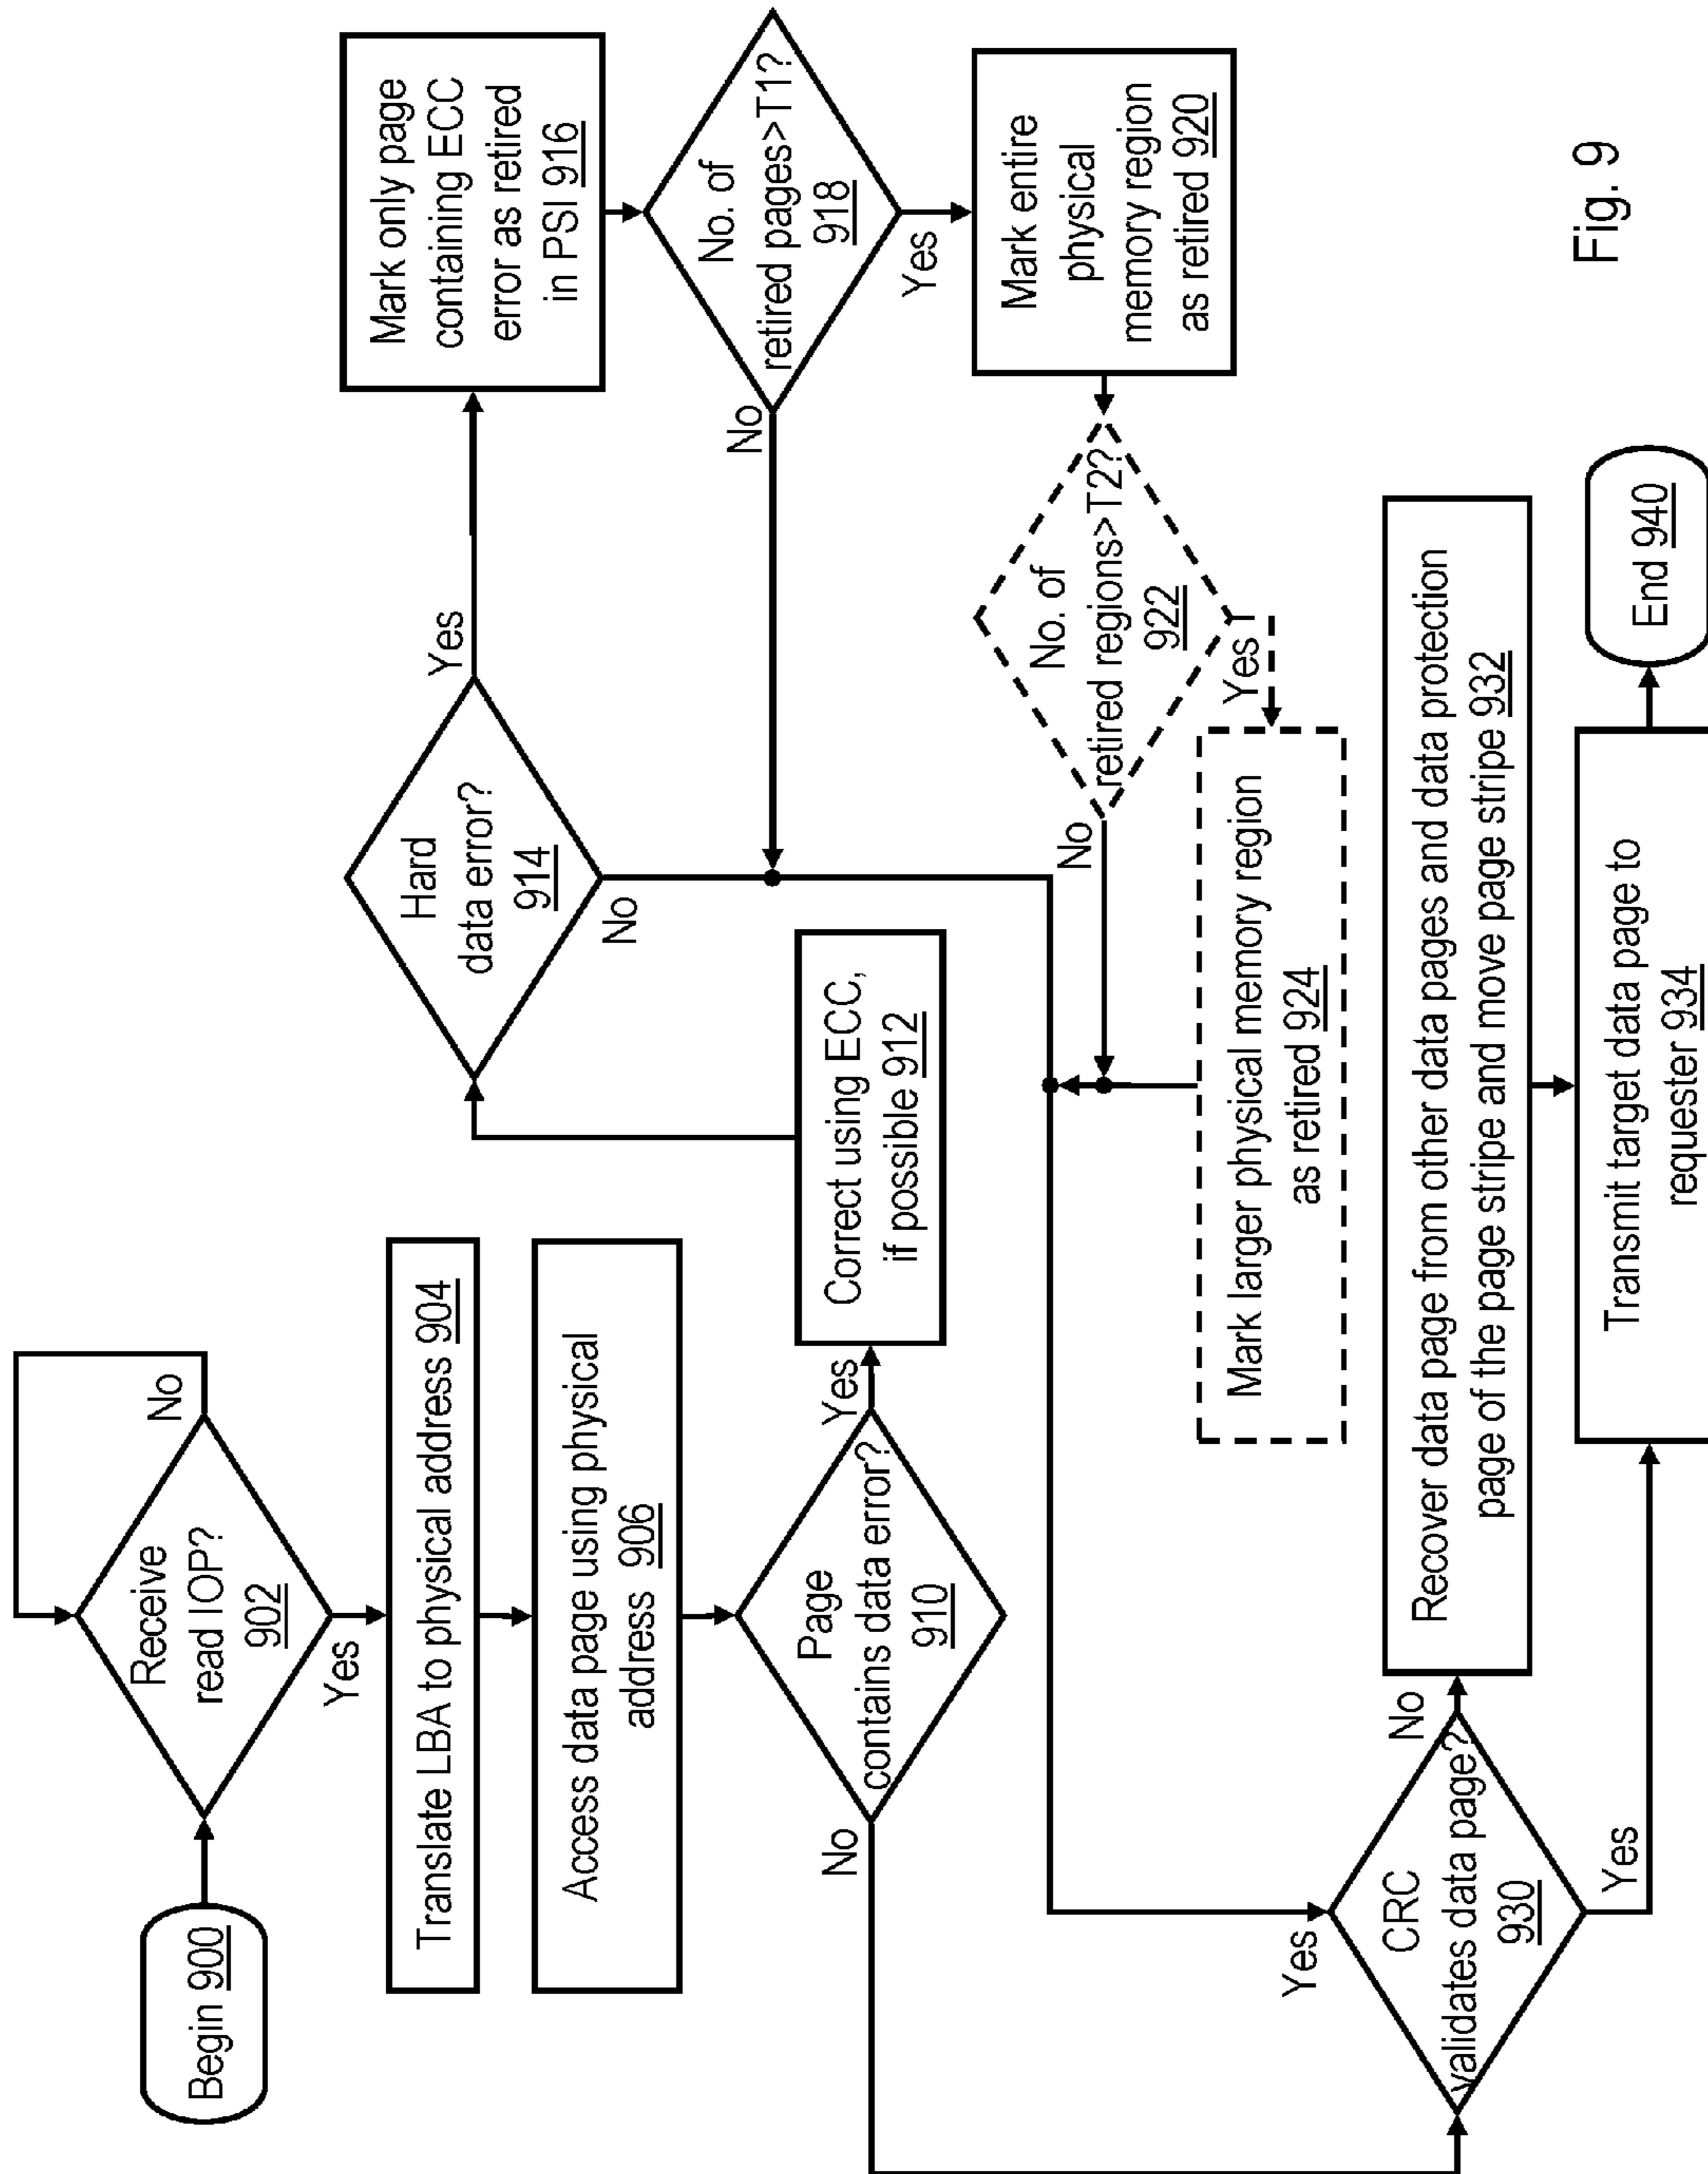 Begin 900
Receive
read IOP?
902
No
Yes
Translate LBA to physical address 904
Access data page using physical
address 906
Page
contains data error?
910
Yes
No
Correct using ECC,
if possible 912
Hard
data error?
914
Yes
No
Mark only page
containing ECC
error as retired
in PSI 916
No. of
retired pages>T1?
918
No
Yes
Mark entire
physical
memory region
as retired 920
No. of
retired regions>T2?
922
No
Yes
Mark larger physical memory region
as retired 924
Yes
CRC
validates data page?
930
No
Yes
Recover data page from other data pages and data protection
page of the page stripe and move page stripe 932
Transmit target data page to
requester 934
End 940
Fig. 9